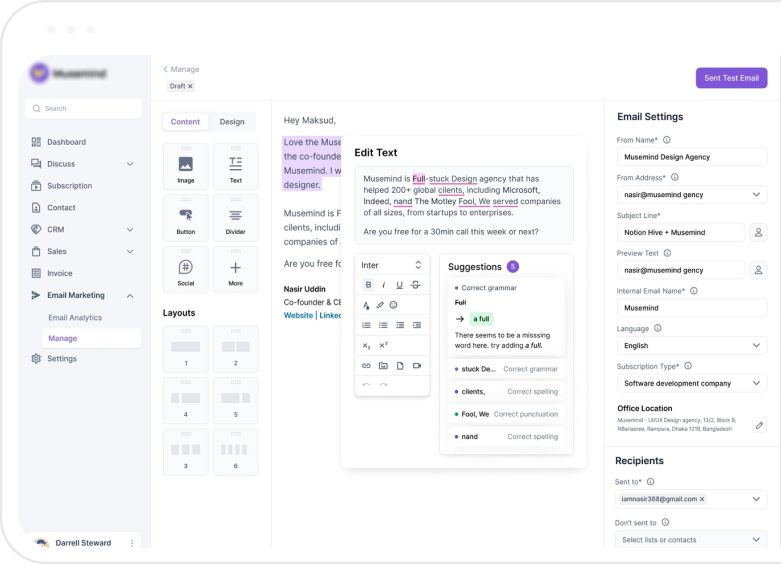 Musemind
Search
Dashboard
Discuss
Subscription
Contact
CRM
Sales
Invoice
Email Marketing
Email Analytics
Manage
Settings
Darrell Steward
< Manage
Draft ×
Sent Test Email
Content
Design
Image
Text
Button
Divider
Social
More
Layouts
1
2
4
5
3
6
Hey Maksud,
Love the Muse
the co-founde
Musemind. I w
designer.
Musemind is F
cilents, includi
companies of
Are you free fo
Nasir Uddin
Co-founder & CE
Website | Linked
Edit Text
Musemind is Full-stuck Design agency that has
helped 200+ global cilents, including Microsoft,
Indeed, nand The Motley Fool, We served companies
of all sizes, from startups to enterprises.
Are you free for a 30min call this week or next?
Inter
B i U S
X₂ X²
Suggestions 5
Correct grammar
Full
→ a full
There seems to be a misssing
word here. try adding a full.
stuck De... Correct grammar
clients, Correct spelling
Fool, We Correct punctuation
nand Correct spelling
Email Settings
From Name*
Musemind Design Agency
From Address*
nasir@musemind gency
Subject Line*
Notion Hive + Musemind
Preview Text
nasir@musemind gency
Internal Email Name*
Musemind
Language
English
Subscription Type*
Software development company
Office Location
Musemind - UI/UX Design agency, 13/2, Block B,
NBanasree, Rampura, Dhaka 1219, Bangladesh
Recipients
Sent to*
iamnasir368@gmail.com ×
Don't sent to
Select lists or contacts